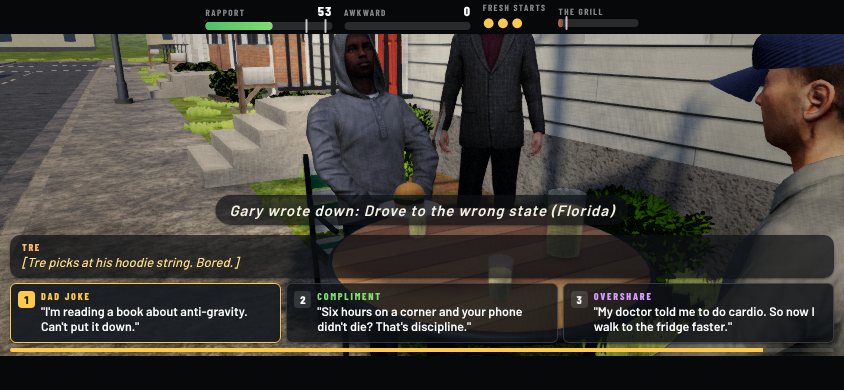 RAPPORT 53 AWKWARD 0 FRESH STARTS THE GRILL
Gary wrote down: Drove to the wrong state (Florida)
TRE
[Tre picks at his hoodie string. Bored.]
1 DAD JOKE
"I'm reading a book about anti-gravity.
Can't put it down."
2 COMPLIMENT
"Six hours on a corner and your phone
didn't die? That's discipline."
3 OVERSHARE
"My doctor told me to do cardio. So now I
walk to the fridge faster."